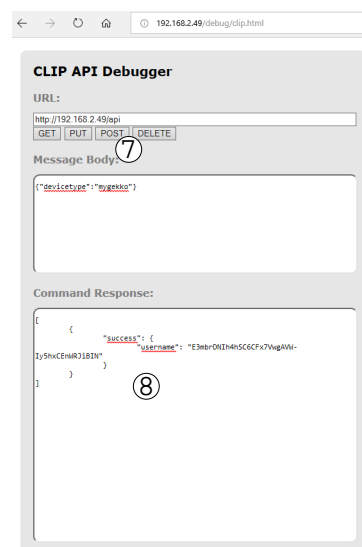 192.168.2.49/debug/clip.html
CLIP API Debugger
URL:
http://192.168.2.49/api
GET PUT POST DELETE
7
Message Body:
{"devicetype":"mygekko"}
Command Response:
[
{
"success": {
"username": "E3mbrDNIh4hSC6CFx7VwgAVW-
Iy5hxCEnWRJiBIN"
}
}
]
8